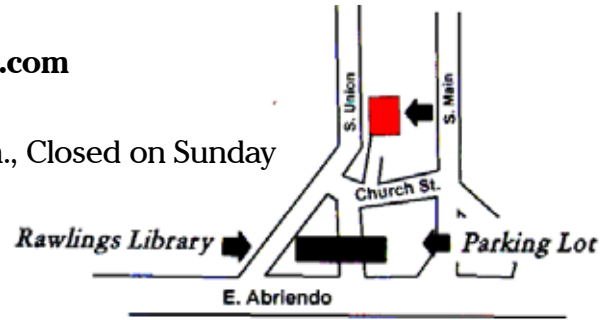 .com
., Closed on Sunday
S. Union
S. Main
Church St.
Rawlings Library
Parking Lot
E. Abriendo